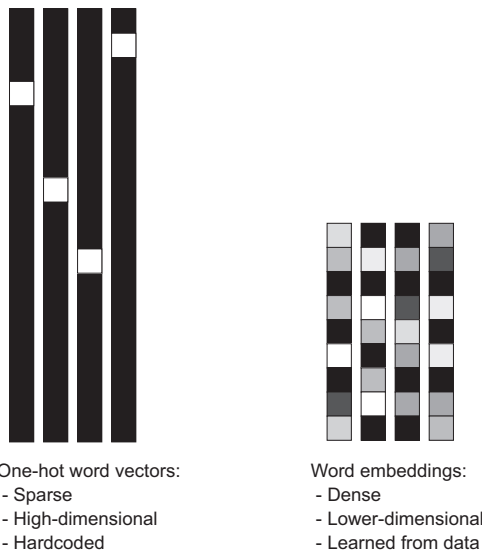 One-hot word vectors:
- Sparse
- High-dimensional
- Hardcoded
Word embeddings:
- Dense
- Lower-dimensional
- Learned from data